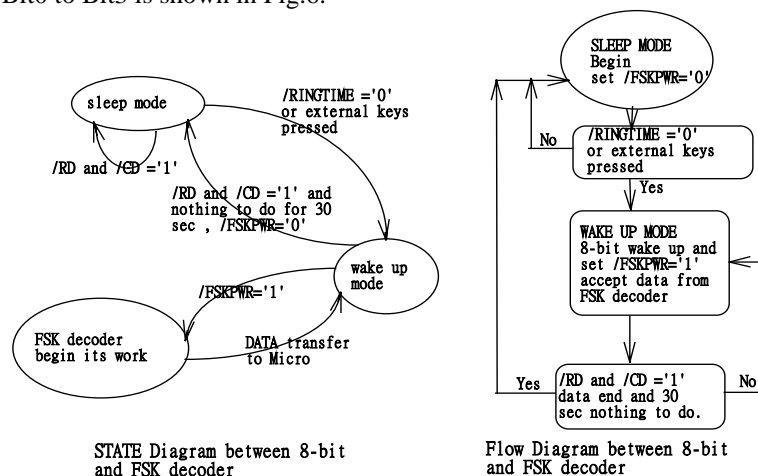 Bit0 to Bit3 is shown in Fig.6.
sleep mode
/RD and /CD ='1'
/RINGTIME ='0'
or external keys
pressed
/RD and /CD ='1' and
nothing to do for 30
sec , /FSKPWR='0'
wake up
mode
/FSKPWR='1'
FSK decoder
begin its work
DATA transfer
to Micro
STATE Diagram between 8-bit
and FSK decoder
SLEEP MODE
Begin
set /FSKPWR='0'
No
/RINGTIME ='0'
or external keys
pressed
Yes
WAKE UP MODE
8-bit wake up and
set /FSKPWR='1'
accept data from
FSK decoder
Yes
/RD and /CD ='1'
data end and 30
sec nothing to do.
No
Flow Diagram between 8-bit
and FSK decoder